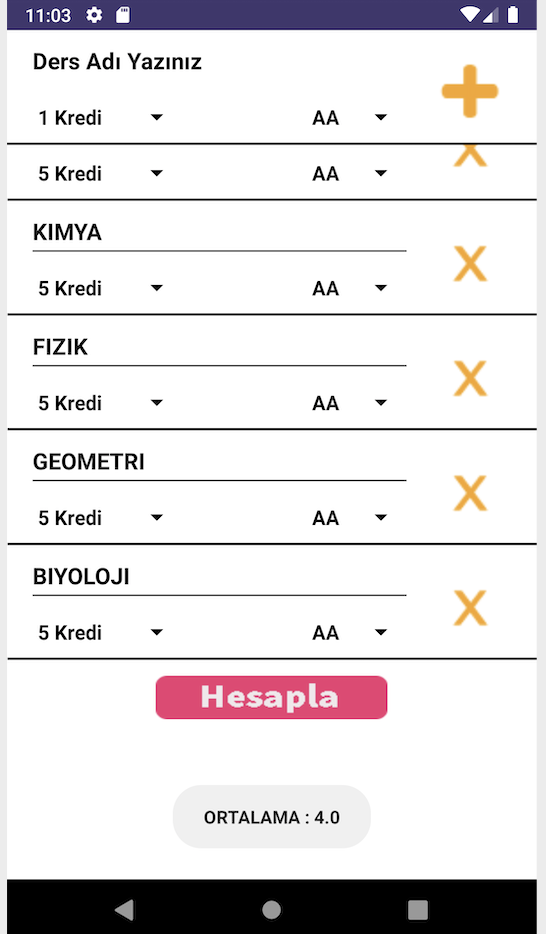 11:03
Ders Adı Yazınız
1 Kredi AA
5 Kredi AA
X
KIMYA
5 Kredi AA
X
FIZIK
5 Kredi AA
X
GEOMETRI
5 Kredi AA
X
BIYOLOJI
5 Kredi AA
X
Hesapla
ORTALAMA : 4.0